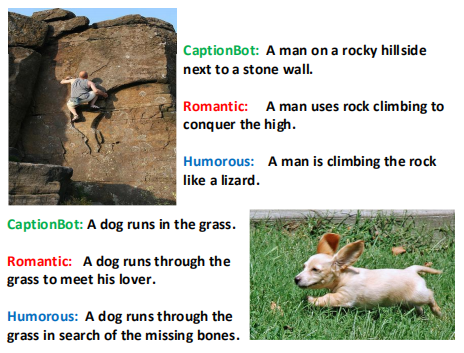 CaptionBot: A man on a rocky hillside
next to a stone wall.
Romantic: A man uses rock climbing to
conquer the high.
Humorous: A man is climbing the rock
like a lizard.
CaptionBot: A dog runs in the grass.
Romantic: A dog runs through the
grass to meet his lover.
Humorous: A dog runs through the
grass in search of the missing bones.